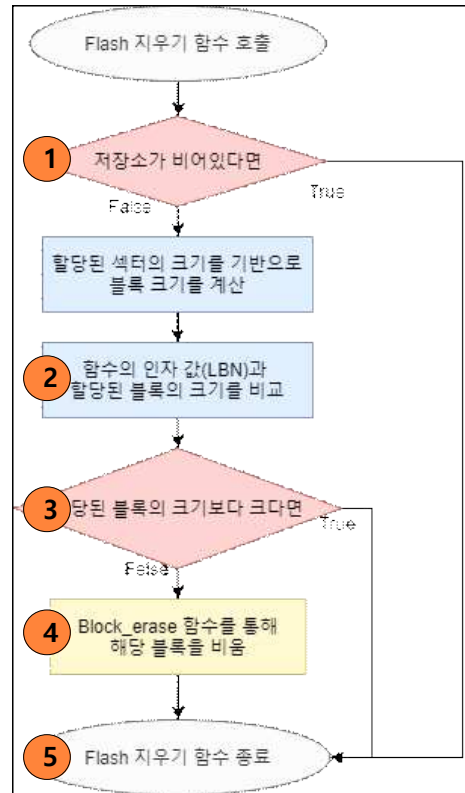 Flash 지우기 함수 호출
1
저장소가 비어있다면
True
False
할당된 섹터의 크기를 기반으로
블록 크기를 계산
2
함수의 인자 값(LBN)과
할당된 블록의 크기를 비교
3
당된 블록의 크기보다 크다면
True
False
4
Block_erase 함수를 통해
해당 블록을 비움
5
Flash 지우기 함수 종료